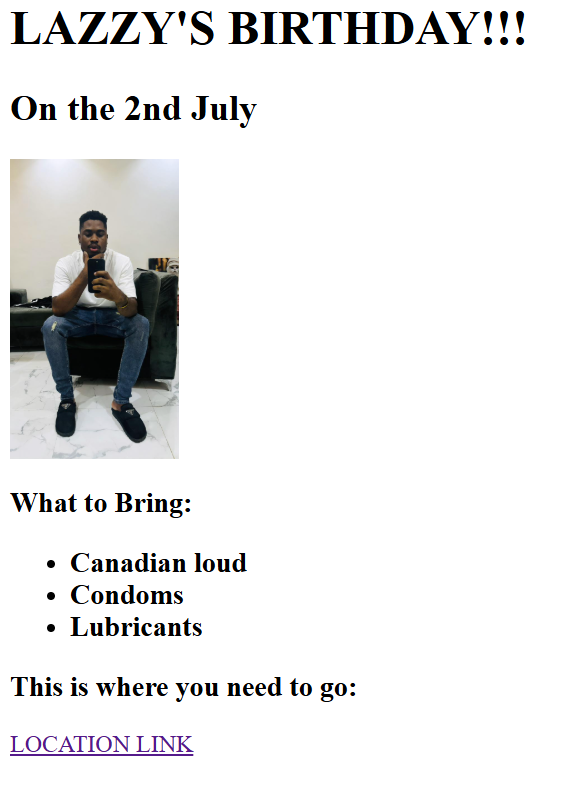 LAZZY'S BIRTHDAY!!!
On the 2nd July
What to Bring:
Canadian loud
Condoms
Lubricants
This is where you need to go:
LOCATION LINK